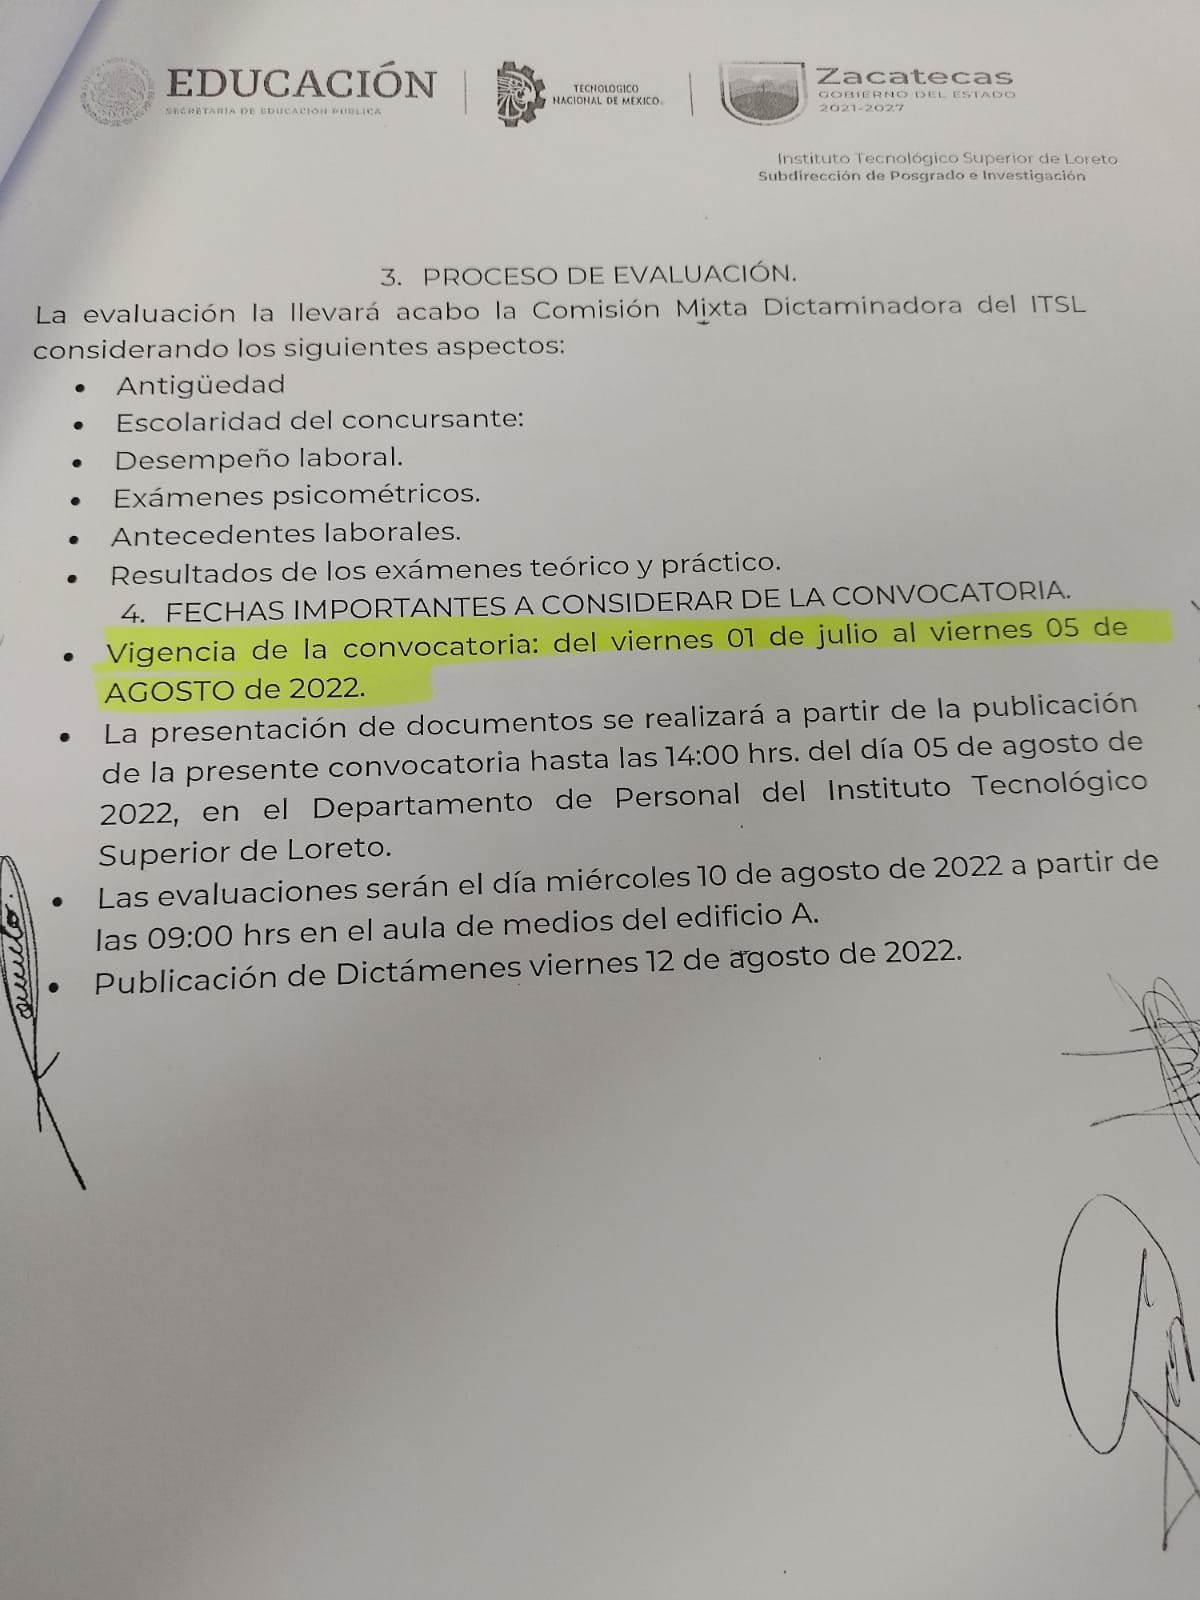 EDUCACIÓN
SECRETARÍA DE EDUCACIÓN PÚBLICA
TECNOLÓGICO
NACIONAL DE MÉXICO
Zacatecas
GOBIERNO DEL ESTADO
2021-2027
Instituto Tecnológico Superior de Loreto
Subdirección de Posgrado e Investigación
3. PROCESO DE EVALUACIÓN.
La evaluación la llevará acabo la Comisión Mixta Dictaminadora del ITSL
considerando los siguientes aspectos:
• Antigüedad
• Escolaridad del concursante:
• Desempeño laboral.
• Exámenes psicométricos.
• Antecedentes laborales.
• Resultados de los exámenes teórico y práctico.
4. FECHAS IMPORTANTES A CONSIDERAR DE LA CONVOCATORIA.
• Vigencia de la convocatoria: del viernes 01 de julio al viernes 05 de
AGOSTO de 2022.
• La presentación de documentos se realizará a partir de la publicación
de la presente convocatoria hasta las 14:00 hrs. del día 05 de agosto de
2022, en el Departamento de Personal del Instituto Tecnológico
Superior de Loreto.
• Las evaluaciones serán el día miércoles 10 de agosto de 2022 a partir de
las 09:00 hrs en el aula de medios del edificio A.
• Publicación de Dictámenes viernes 12 de agosto de 2022.